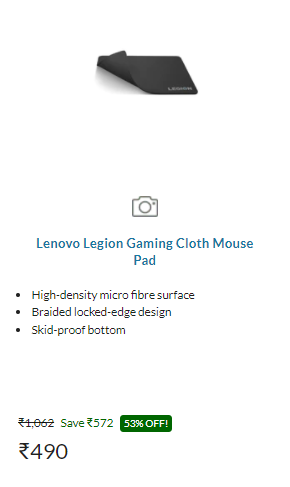 LEGION
Lenovo Legion Gaming Cloth Mouse
Pad
• High-density micro fibre surface
• Braided locked-edge design
• Skid-proof bottom
₹1,062 Save ₹572 53% OFF!
₹490